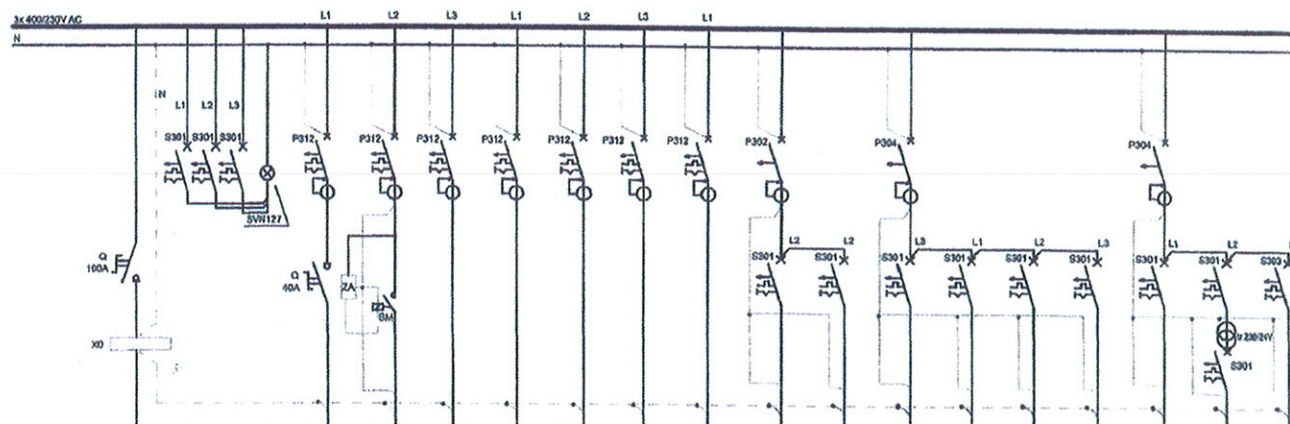 3x 400/230V AC
L1 L2 L3 L1 L2 L3 L1
N
N
L1 L2 L3
S301 S301 S301
P312 P312 P312 P312 P312 P312 P312 P302 P304 P304
SVN127
Q
100A
Q
40A
ZA
SM
L2 L2 L3 L1 L2 L3 L1 L2
S301 S301 S301 S301 S301 S301 S301 S301 S303
tr 230/24V
S301
X0
5